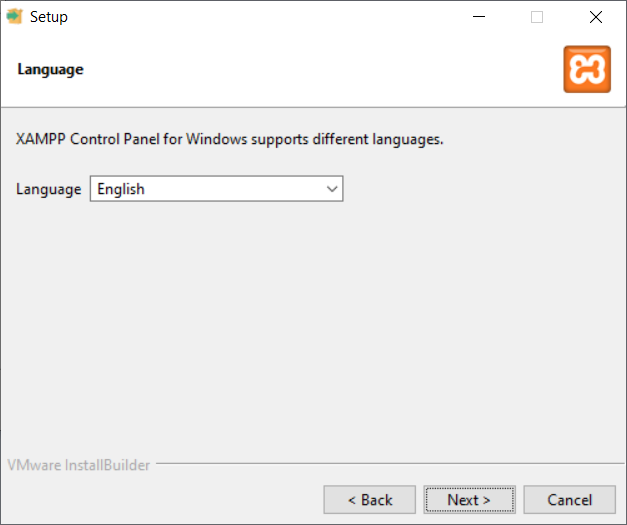 Setup
Language
XAMPP Control Panel for Windows supports different languages.
Language English
VMware InstallBuilder
< Back Next > Cancel